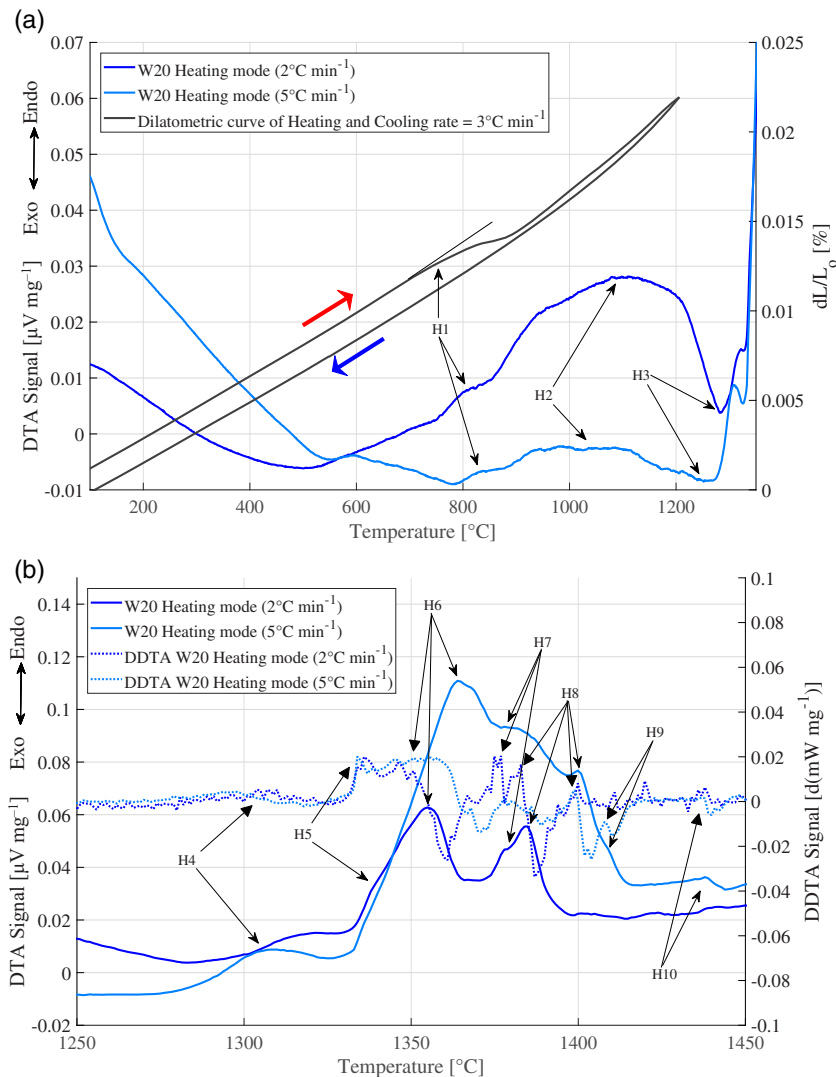 (a)
W20 Heating mode (2°C min⁻¹)
W20 Heating mode (5°C min⁻¹)
Dilatometric curve of Heating and Cooling rate = 3°C min⁻¹
DTA Signal [µV mg⁻¹]
Exo
Endo
0.07
0.06
0.05
0.04
0.03
0.02
0.01
0
-0.01
dL/Lₒ [%]
0.025
0.02
0.015
0.01
0.005
0
H1
H2
H3
200 400 600 800 1000 1200
Temperature [°C]
(b)
W20 Heating mode (2°C min⁻¹)
W20 Heating mode (5°C min⁻¹)
DDTA W20 Heating mode (2°C min⁻¹)
DDTA W20 Heating mode (5°C min⁻¹)
DTA Signal [µV mg⁻¹]
Exo
Endo
0.14
0.12
0.1
0.08
0.06
0.04
0.02
0
-0.02
DDTA Signal [d(mW mg⁻¹)]
0.1
0.08
0.06
0.04
0.02
0
-0.02
-0.04
-0.06
-0.08
-0.1
H6
H7
H8
H9
H5
H4
H10
1250 1300 1350 1400 1450
Temperature [°C]